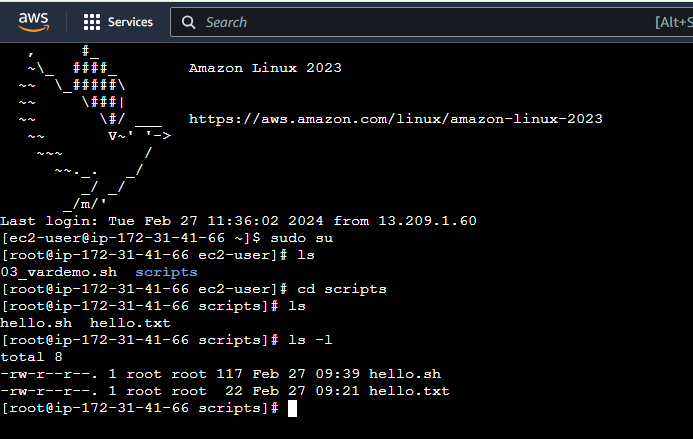 aws Services Search [Alt+S
, #_
~\_ ####_ Amazon Linux 2023
~~ \_#####\
~~ \###|
~~ \#/ ___ https://aws.amazon.com/linux/amazon-linux-2023
~~ V~' '->
~~~ /
~~._. _/
_/ _/
_/m/'
Last login: Tue Feb 27 11:36:02 2024 from 13.209.1.60
[ec2-user@ip-172-31-41-66 ~]$ sudo su
[root@ip-172-31-41-66 ec2-user]# ls
03_vardemo.sh scripts
[root@ip-172-31-41-66 ec2-user]# cd scripts
[root@ip-172-31-41-66 scripts]# ls
hello.sh hello.txt
[root@ip-172-31-41-66 scripts]# ls -l
total 8
-rw-r--r--. 1 root root 117 Feb 27 09:39 hello.sh
-rw-r--r--. 1 root root 22 Feb 27 09:21 hello.txt
[root@ip-172-31-41-66 scripts]#